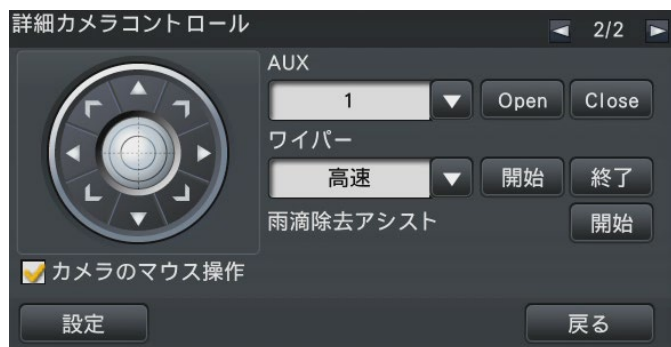 詳細カメラコントロール
2/2
AUX
1
Open
Close
ワイパー
高速
開始
終了
雨滴除去アシスト
開始
カメラのマウス操作
設定
戻る